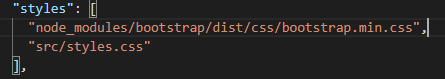 "styles": [
"node_modules/bootstrap/dist/css/bootstrap.min.css",
"src/styles.css"
],